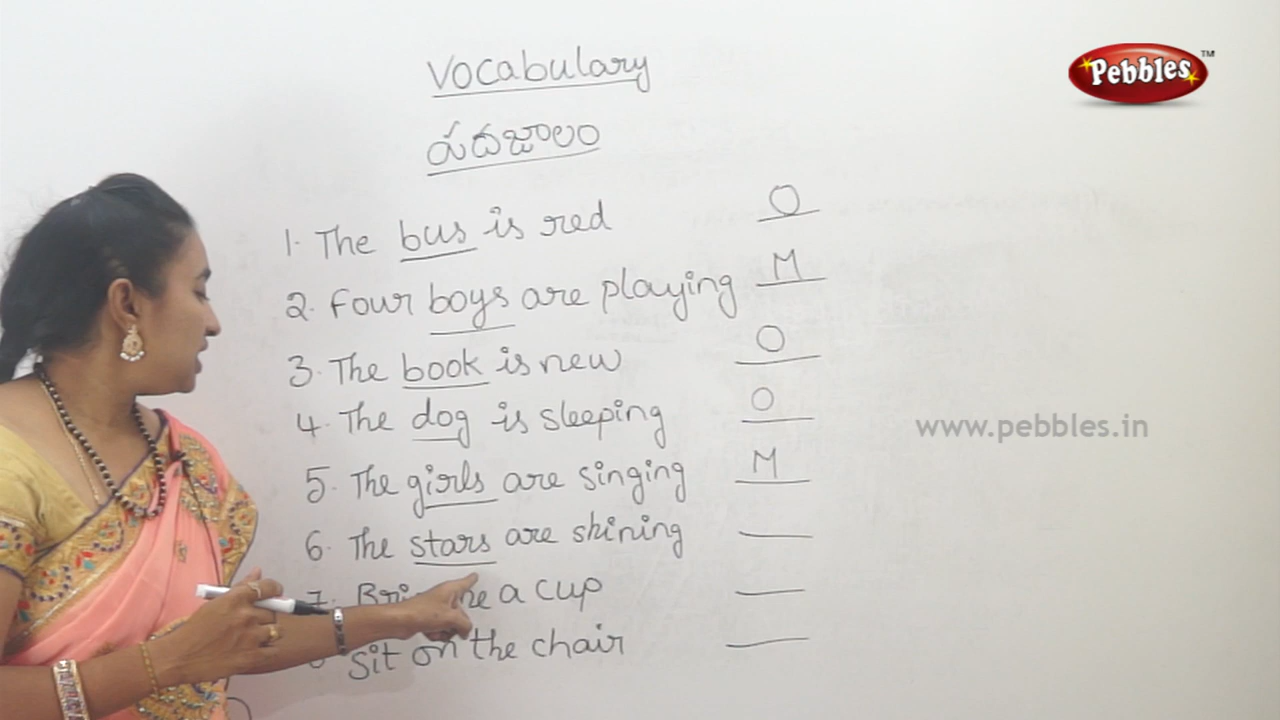 Pebbles™
Vocabulary
పదజాలం
1. The bus is red O
2. Four boys are playing M
3. The book is new O
4. The dog is sleeping O
5. The girls are singing M
6. The stars are shining
7. a cup
Sit on the chair
www.pebbles.in